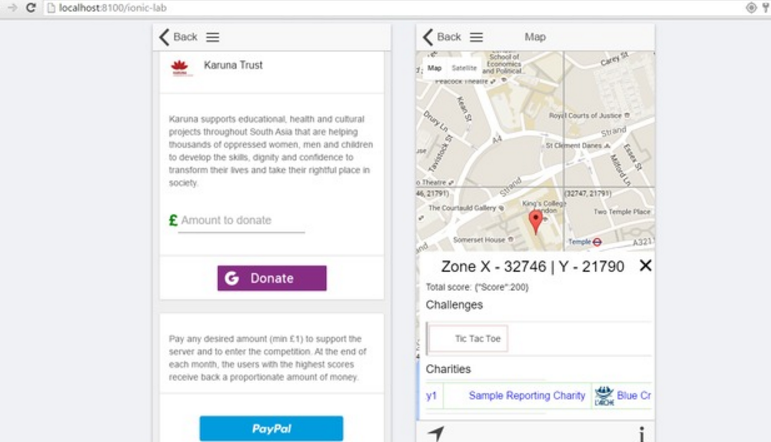 localhost:8100/ionic-lab
Back
Karuna Trust
Karuna supports educational, health and cultural
projects throughout South Asia that are helping
thousands of oppressed women, men and children
to develop the skills, dignity and confidence to
transform their lives and take their rightful place in
society.
£ Amount to donate
G Donate
Pay any desired amount (min £1) to support the
server and to enter the competition. At the end of
each month, the users with the highest scores
receive back a proportionate amount of money.
PayPal
Back Map
Map Satellite
School of
Economics
and Political..
Carey St
Peacock Theatre
Kean St
Royal Courts of Justice
Drury Ln
Strand
A4
St Clement Danes
Tavistock St
Essex St
Milford Ln
o Theatre
Strand
46, 21791)
(32747, 21791)
The Courtauld Gallery
King's College
London
Two Temple Place
Somerset House
Temple
A321
Zone X - 32746 | Y - 21790 X
Total score: {"Score":200}
Challenges
Tic Tac Toe
Charities
y1 Sample Reporting Charity Blue Cr